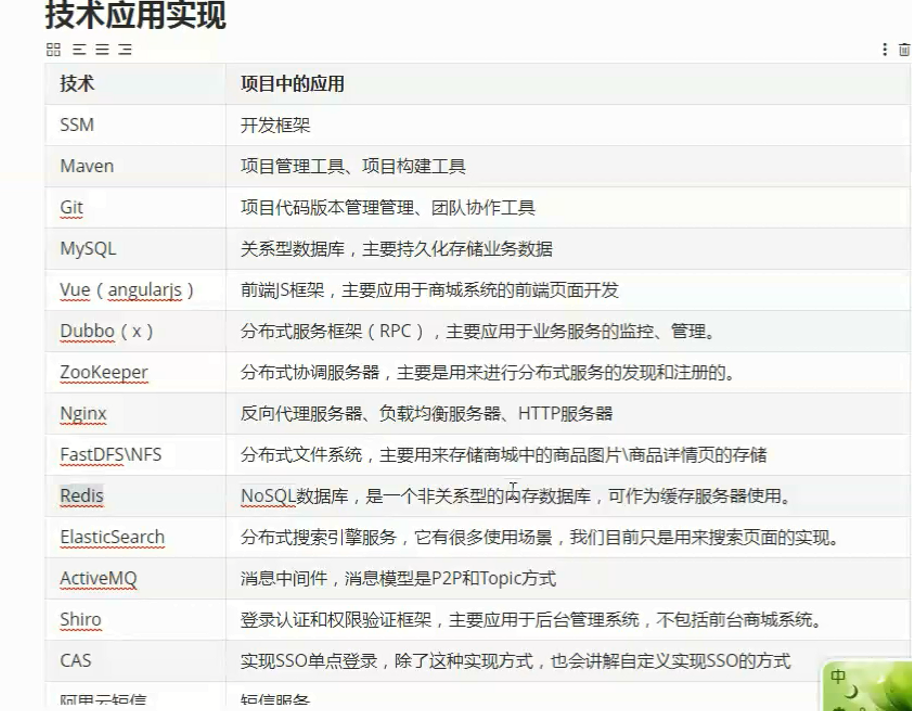 技术应用实现
技术 项目中的应用
SSM 开发框架
Maven 项目管理工具、项目构建工具
Git 项目代码版本管理管理、团队协作工具
MySQL 关系型数据库，主要持久化存储业务数据
Vue（angularjs） 前端JS框架，主要应用于商城系统的前端页面开发
Dubbo（x） 分布式服务框架（RPC），主要应用于业务服务的监控、管理。
ZooKeeper 分布式协调服务器，主要是用来进行分布式服务的发现和注册的。
Nginx 反向代理服务器、负载均衡服务器、HTTP服务器
FastDFS\NFS 分布式文件系统，主要用来存储商城中的商品图片\商品详情页的存储
Redis NoSQL数据库，是一个非关系型的内存数据库，可作为缓存服务器使用。
ElasticSearch 分布式搜索引擎服务，它有很多使用场景，我们目前只是用来搜索页面的实现。
ActiveMQ 消息中间件，消息模型是P2P和Topic方式
Shiro 登录认证和权限验证框架，主要应用于后台管理系统，不包括前台商城系统。
CAS 实现SSO单点登录，除了这种实现方式，也会讲解自定义实现SSO的方式
阿里云短信 短信服务
中